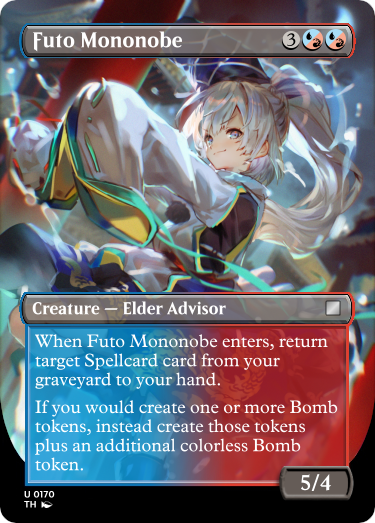 Futo Mononobe 3
Creature — Elder Advisor
When Futo Mononobe enters, return
target Spellcard card from your
graveyard to your hand.
If you would create one or more Bomb
tokens, instead create those tokens
plus an additional colorless Bomb
token.
5/4
U 0170
TH